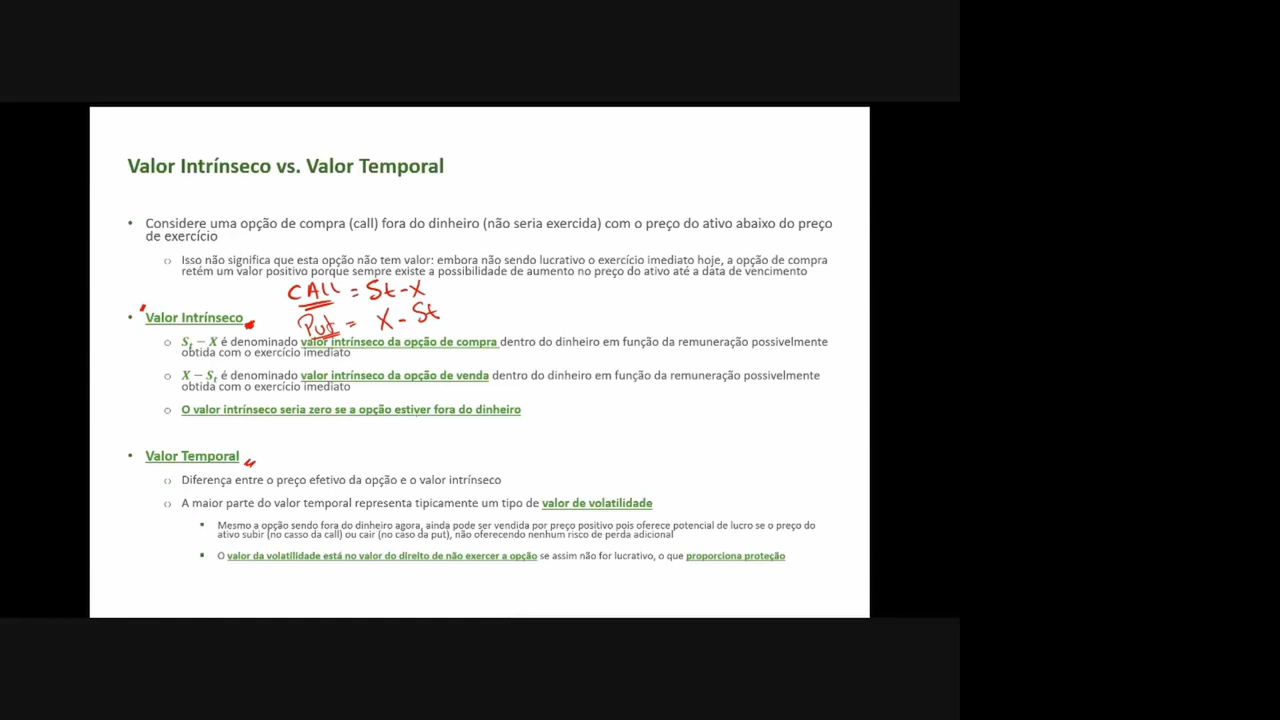 Valor Intrínseco vs. Valor Temporal
• Considere uma opção de compra (call) fora do dinheiro (não seria exercida) com o preço do ativo abaixo do preço
de exercício
Isso não significa que esta opção não tem valor: embora não sendo lucrativo o exercício imediato hoje, a opção de compra
retém um valor positivo porque sempre existe a possibilidade de aumento no preço do ativo até a data de vencimento
CALL = St - X
• Valor Intrínseco
Put = X - St
St − X é denominado valor intrínseco da opção de compra dentro do dinheiro em função da remuneração possivelmente
obtida com o exercício imediato
X − St é denominado valor intrínseco da opção de venda dentro do dinheiro em função da remuneração possivelmente
obtida com o exercício imediato
O valor intrínseco seria zero se a opção estiver fora do dinheiro
• Valor Temporal
Diferença entre o preço efetivo da opção e o valor intrínseco
A maior parte do valor temporal representa tipicamente um tipo de valor de volatilidade
▪ Mesmo a opção sendo fora do dinheiro agora, ainda pode ser vendida por preço positivo pois oferece potencial de lucro se o preço do
ativo subir (no casso da call) ou cair (no caso da put), não oferecendo nenhum risco de perda adicional
▪ O valor da volatilidade está no valor do direito de não exercer a opção se assim não for lucrativo, o que proporciona proteção